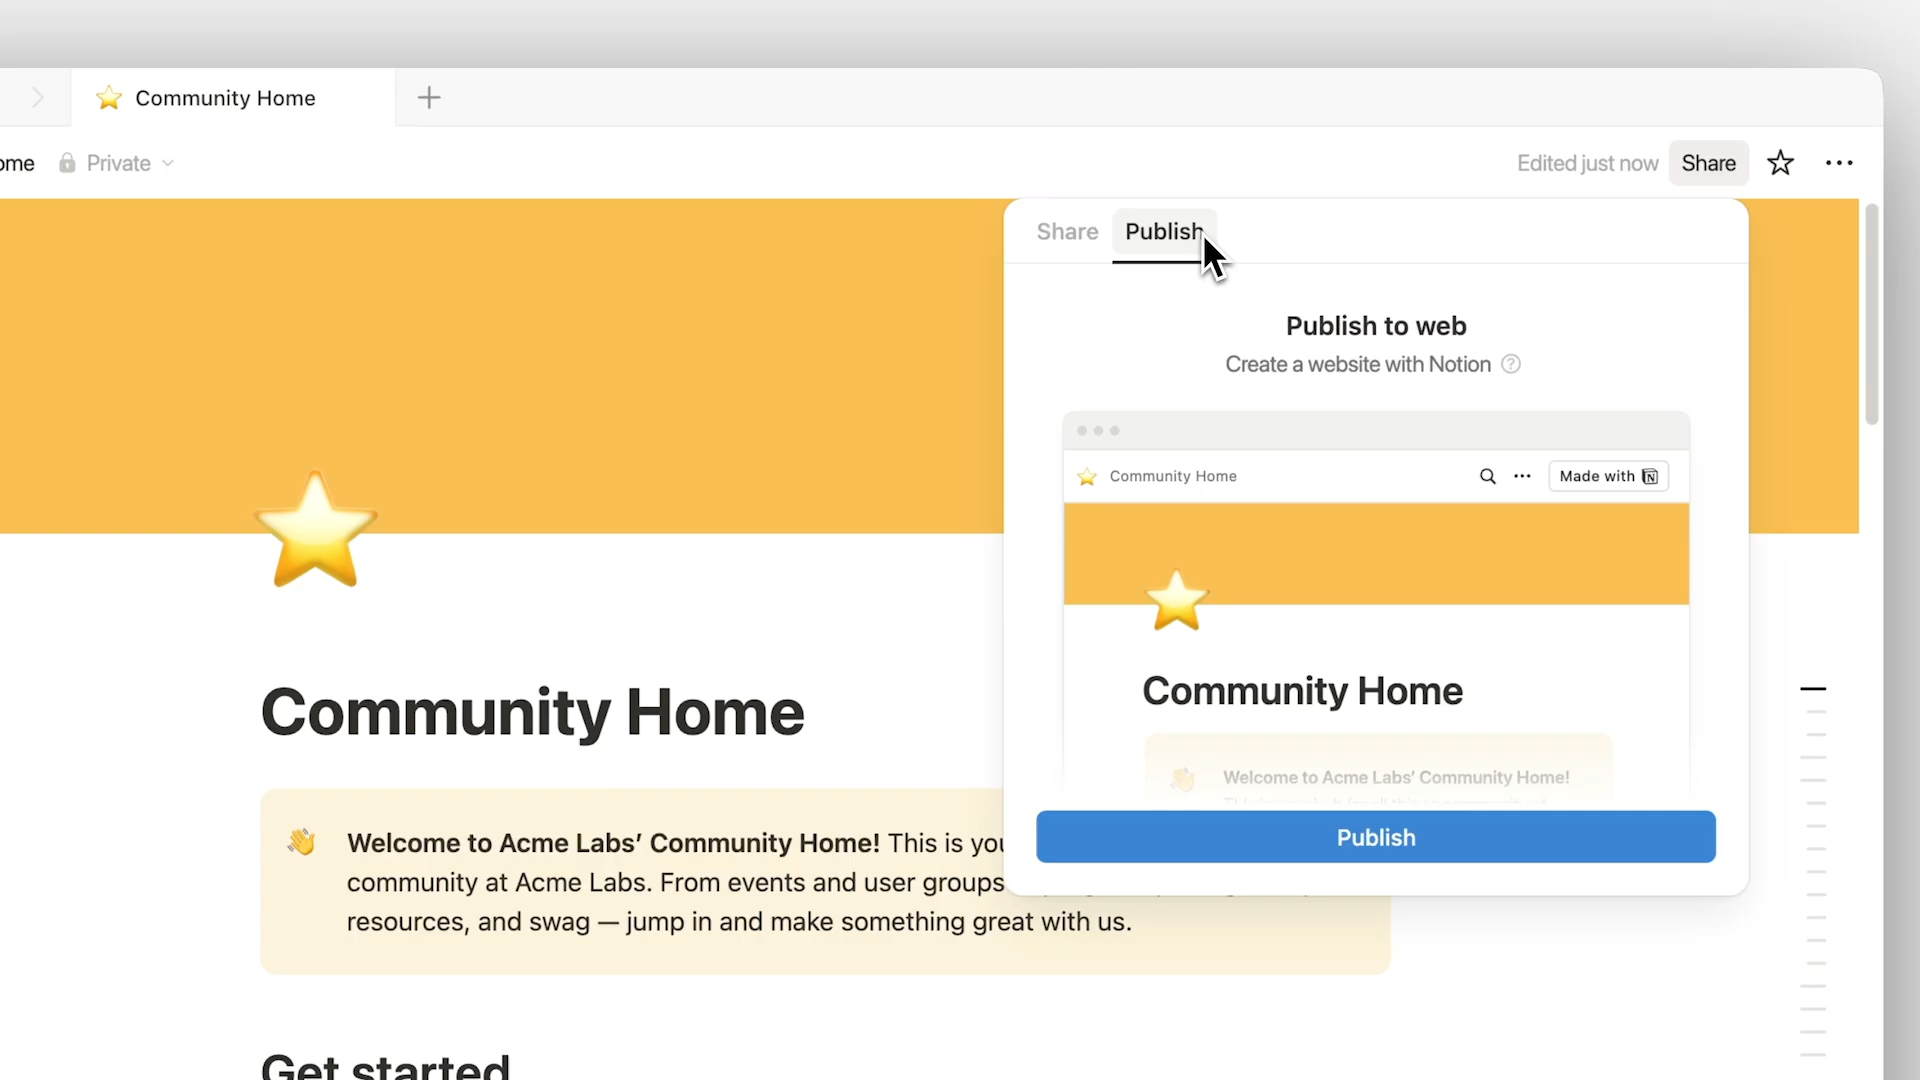 Community Home
ome Private
Edited just now Share
Share Publish
Publish to web
Create a website with Notion
Community Home
Made with
Community Home
Welcome to Acme Labs’ Community Home!
Publish
Community Home
Welcome to Acme Labs’ Community Home! This is you
community at Acme Labs. From events and user groups
resources, and swag — jump in and make something great with us.
Get started